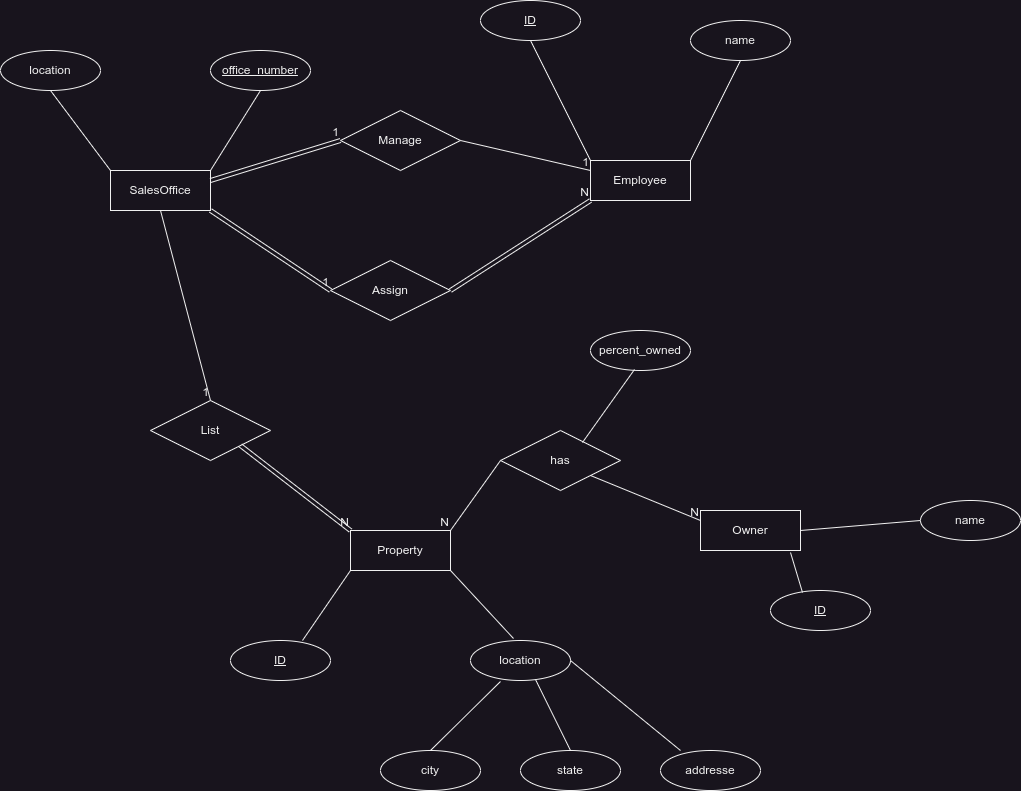 ID
name
location
office_number
1
Manage
1
Employee
SalesOffice
N
1
Assign
percent_owned
1
List
has
N
N
N
Owner
name
Property
ID
ID
location
city
state
addresse